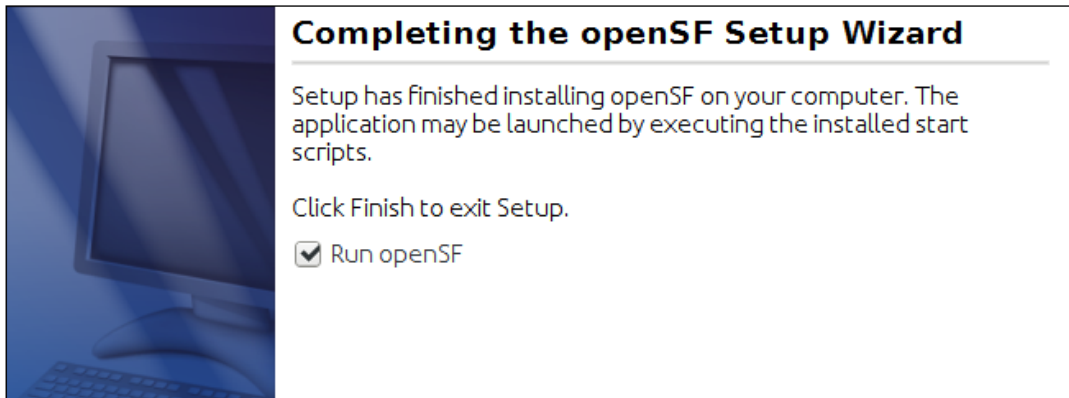 Completing the openSF Setup Wizard
Setup has finished installing openSF on your computer. The
application may be launched by executing the installed start
scripts.
Click Finish to exit Setup.
Run openSF